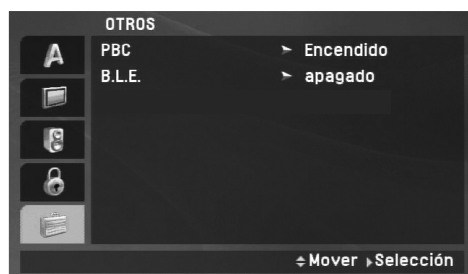 OTROS
PBC ➤ Encendido
B.L.E. ➤ apagado
A
Mover Selección